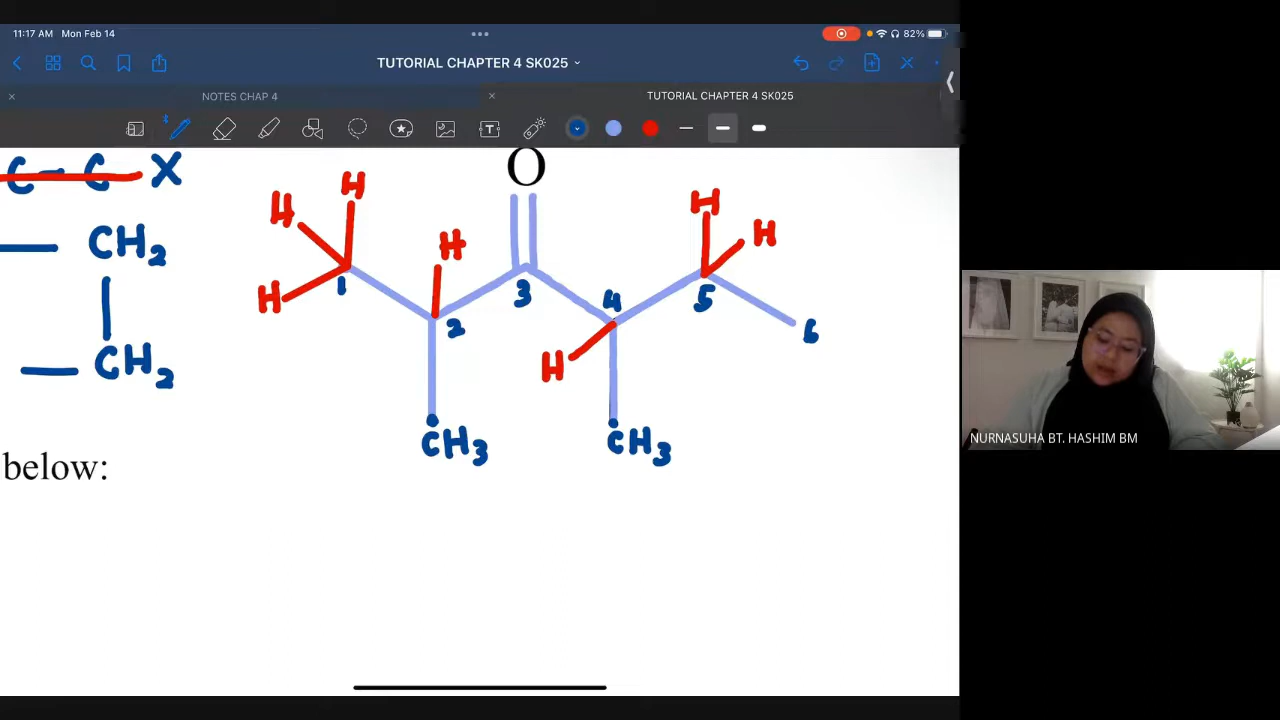 11:17 AM Mon Feb 14
82%
TUTORIAL CHAPTER 4 SK025
NOTES CHAP 4
TUTORIAL CHAPTER 4 SK025
T
C - C X
O
H H
H H
H
CH2
H
1
2
3
4
5
6
H
CH2
CH3 CH3
NURNASUHA BT. HASHIM BM
below: